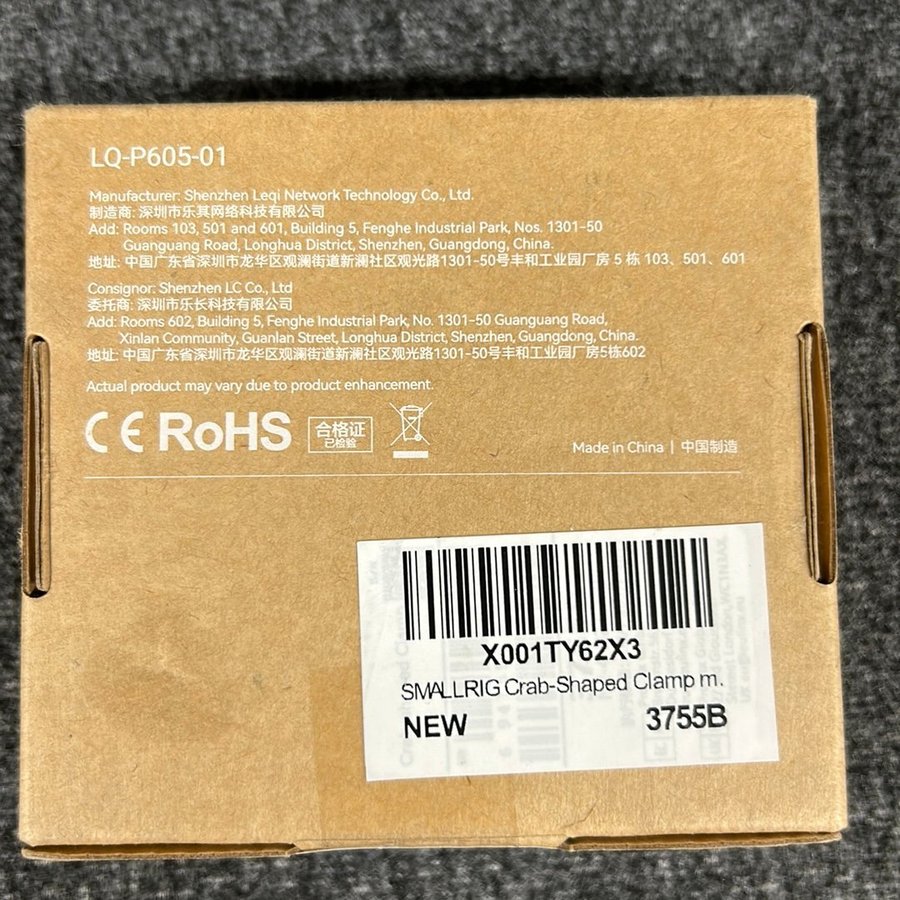 LQ-P605-01
Manufacturer: Shenzhen Leqi Network Technology Co., Ltd.
制造商: 深圳市乐其网络科技有限公司
Add: Rooms 103, 501 and 601, Building 5, Fenghe Industrial Park, Nos. 1301-50
Guanguang Road, Longhua District, Shenzhen, Guangdong, China.
地址: 中国广东省深圳市龙华区观澜街道新澜社区观光路1301-50号丰和工业园厂房 5 栋 103、501、601
Consignor: Shenzhen LC Co., Ltd
委托商: 深圳市乐长科技有限公司
Add: Rooms 602, Building 5, Fenghe Industrial Park, No. 1301-50 Guanguang Road,
Xinlan Community, Guanlan Street, Longhua District, Shenzhen, Guangdong, China.
地址: 中国广东省深圳市龙华区观澜街道新澜社区观光路1301-50号丰和工业园厂房5栋602
Actual product may vary due to product enhancement.
CE RoHS 合格证
已检验
Made in China | 中国制造
X001TY62X3
SMALLRIG Crab-Shaped Clamp m.
NEW 3755B